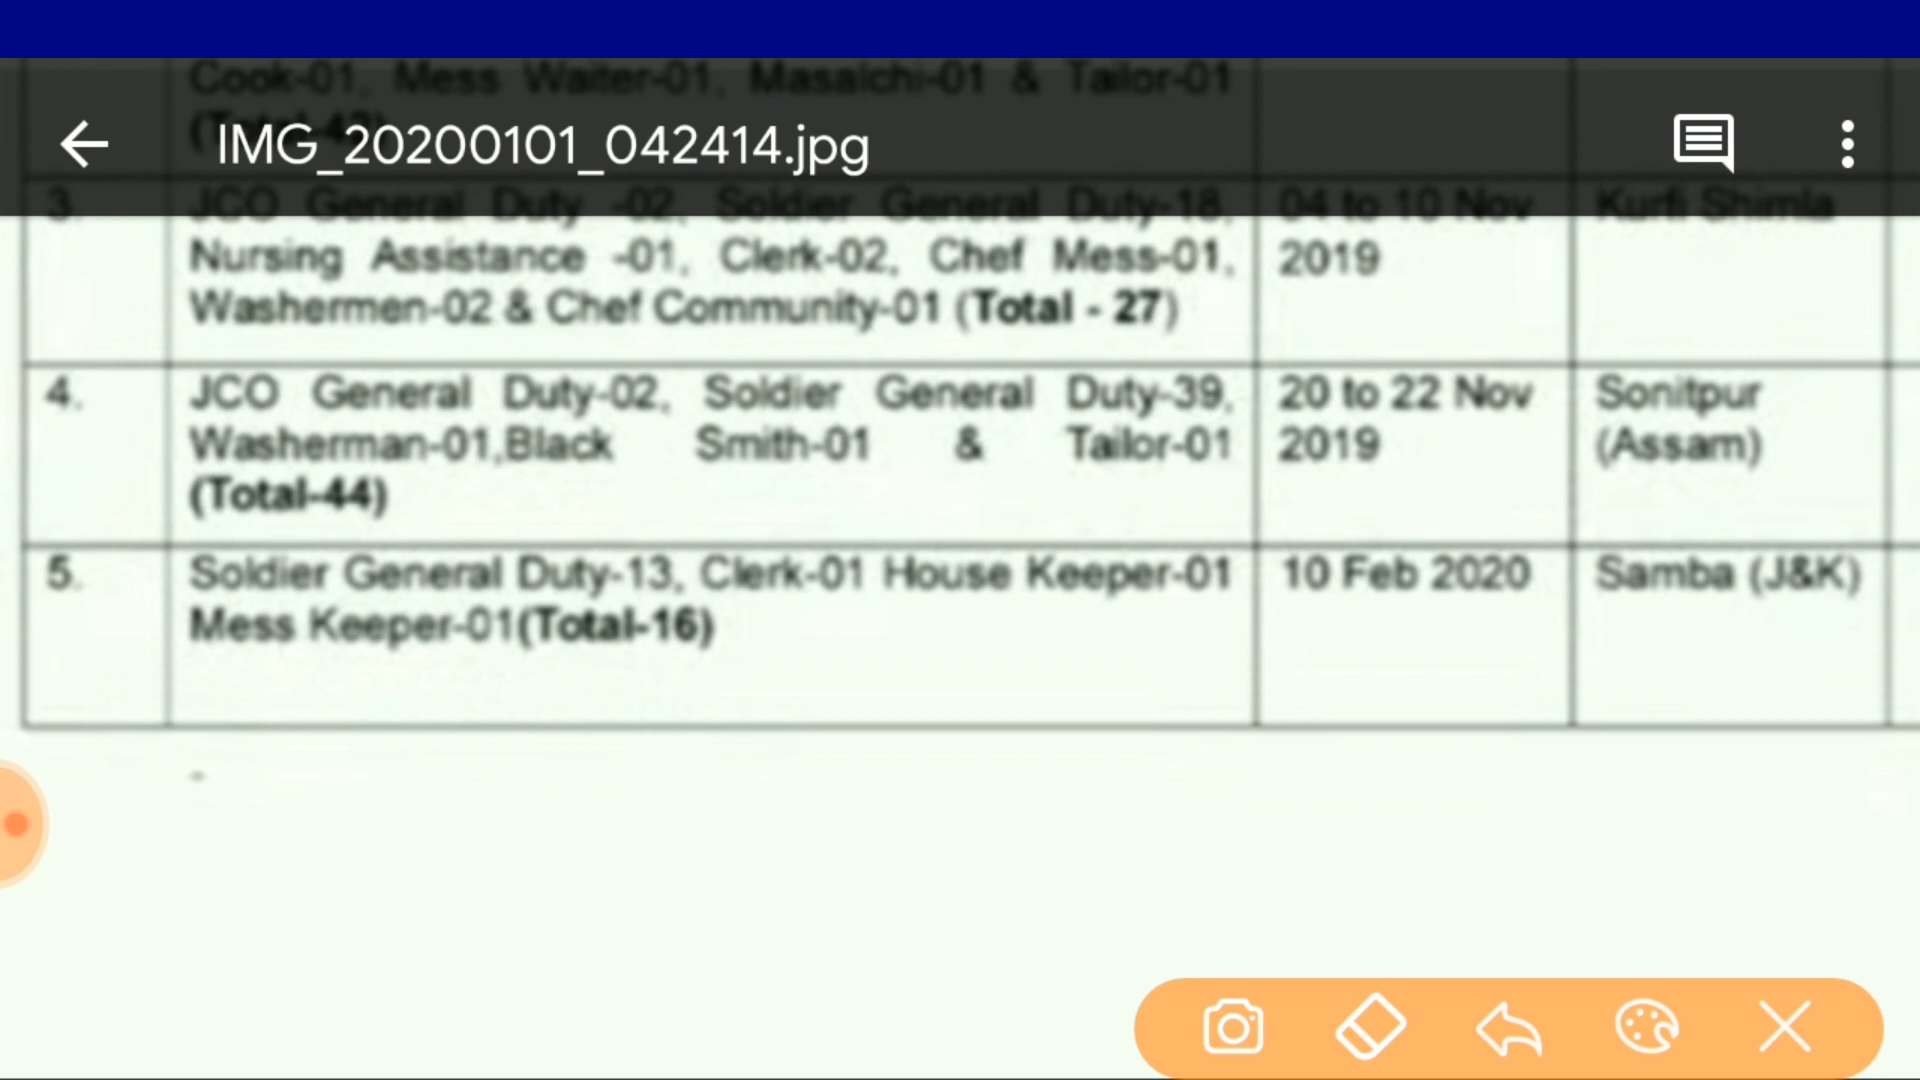 Cook-01, Mess Waiter-01, Masalchi-01 & Tailor-01
IMG_20200101_042414.jpg
3. JCO General Duty -02, Soldier General Duty-18, 04 to 10 Nov Kurfi Shimla
Nursing Assistance -01, Clerk-02, Chef Mess-01, 2019
Washermen-02 & Chef Community-01 (Total - 27)
4. JCO General Duty-02, Soldier General Duty-39, 20 to 22 Nov Sonitpur
Washerman-01,Black Smith-01 & Tailor-01 2019 (Assam)
(Total-44)
5. Soldier General Duty-13, Clerk-01 House Keeper-01 10 Feb 2020 Samba (J&K)
Mess Keeper-01(Total-16)